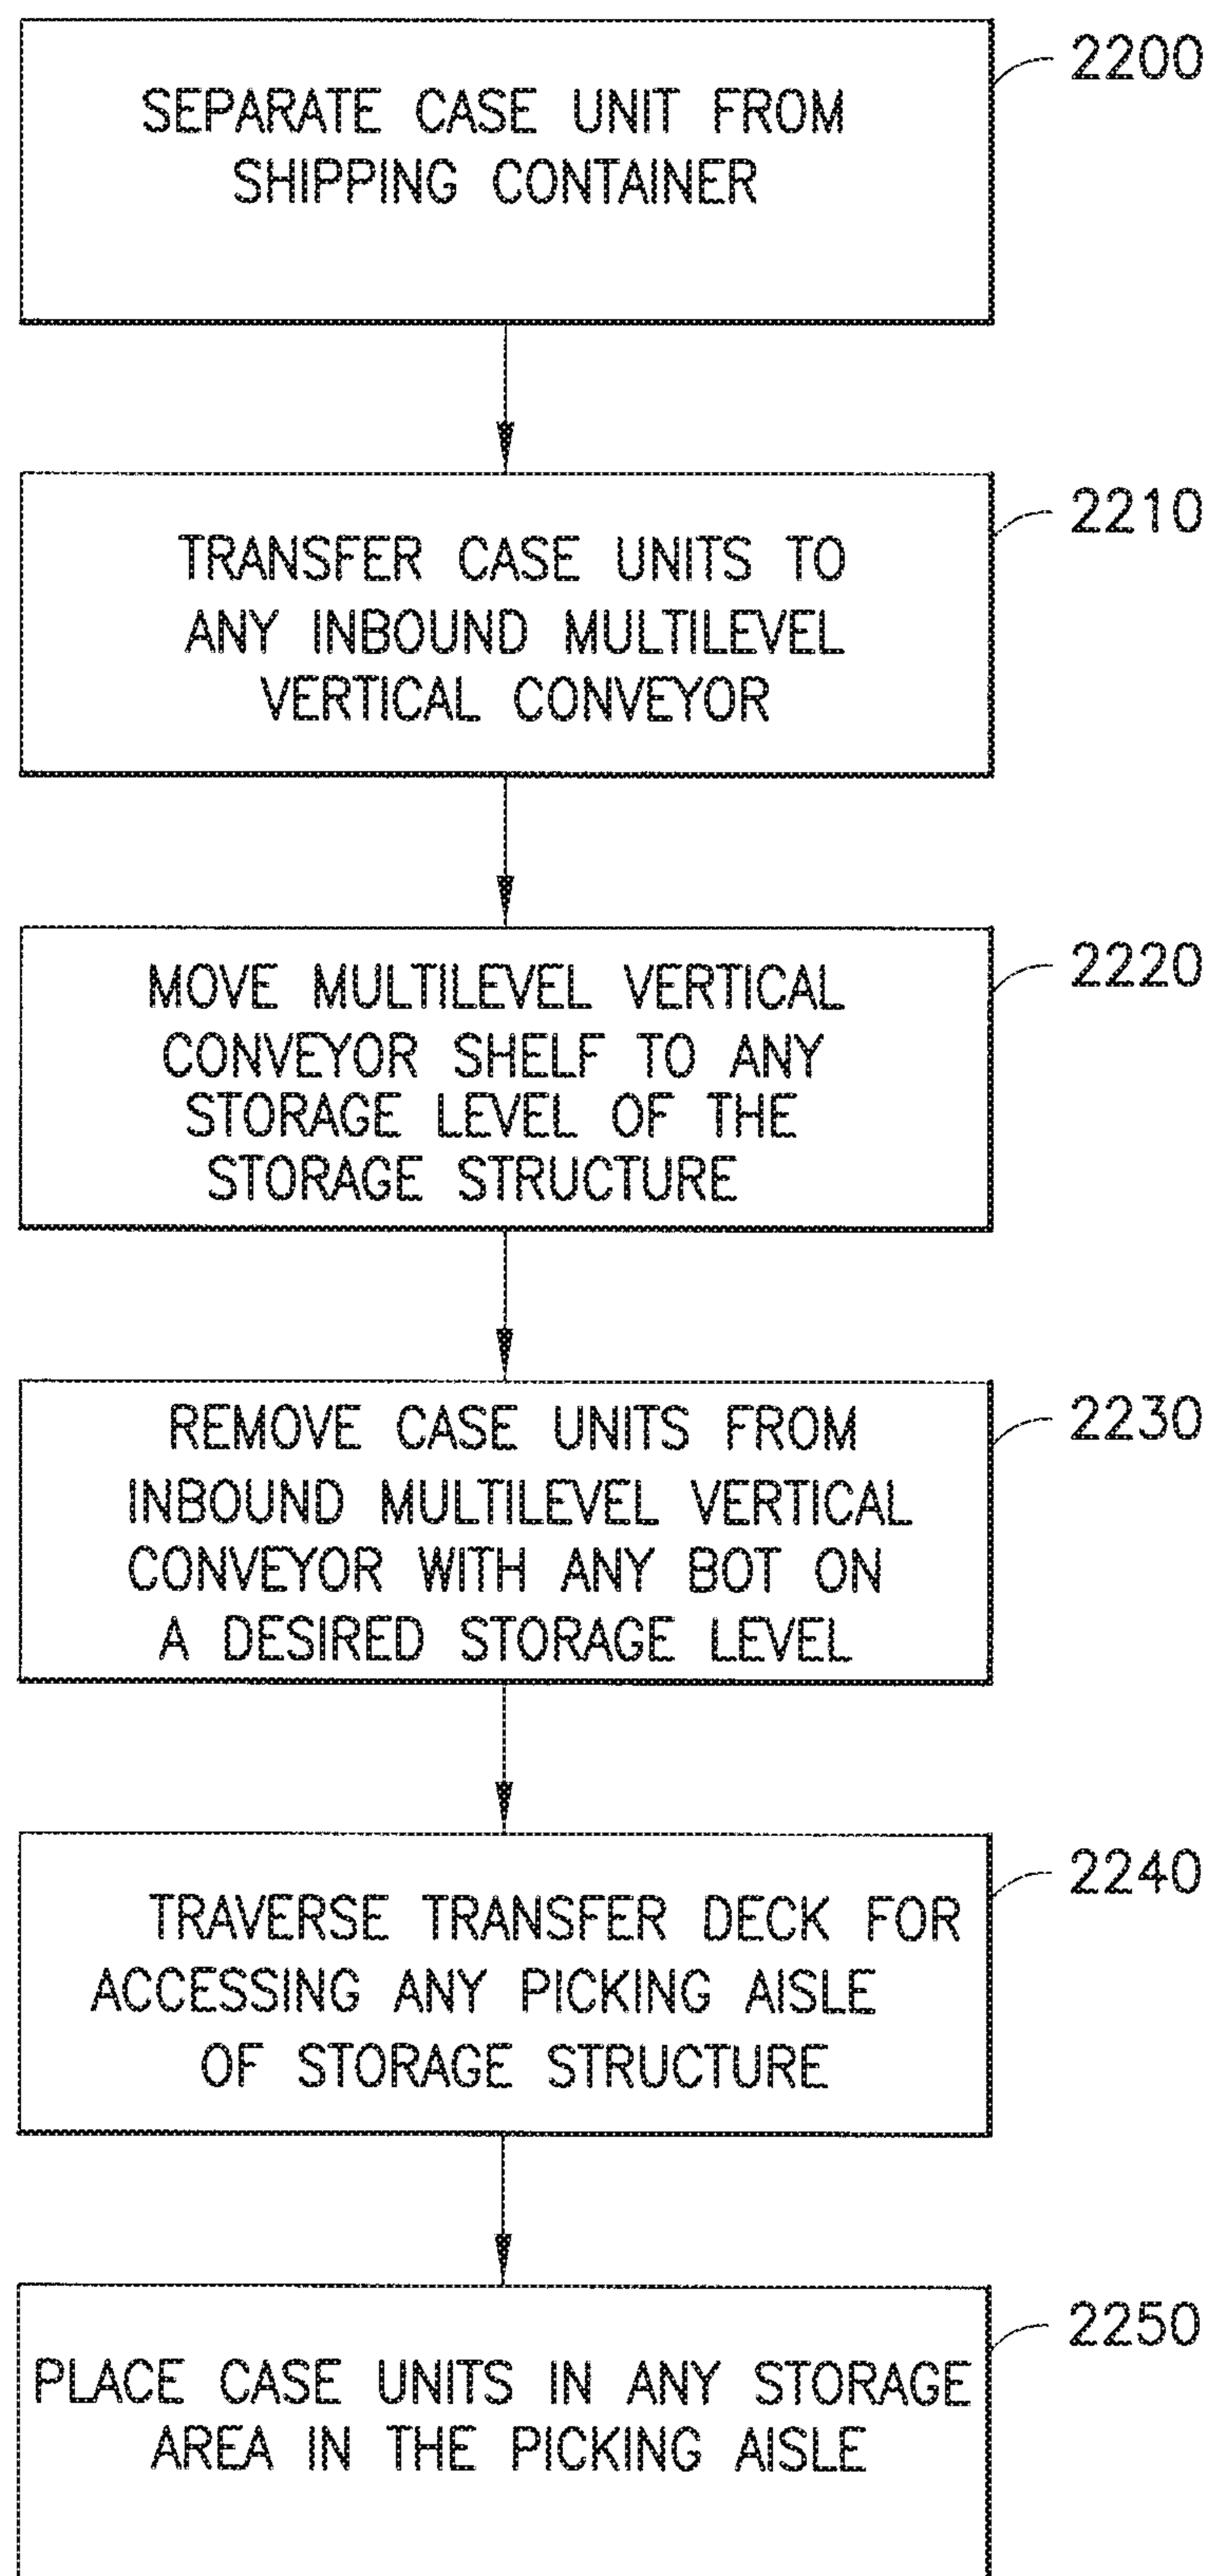 SEPARATE CASE UNIT FROM
SHIPPING CONTAINER
2200
TRANSFER CASE UNITS TO
ANY INBOUND MULTILEVEL
VERTICAL CONVEYOR
2210
MOVE MULTILEVEL VERTICAL
CONVEYOR SHELF TO ANY
STORAGE LEVEL OF THE
STORAGE STRUCTURE
2220
REMOVE CASE UNITS FROM
INBOUND MULTILEVEL VERTICAL
CONVEYOR WITH ANY BOT ON
A DESIRED STORAGE LEVEL
2230
TRAVERSE TRANSFER DECK FOR
ACCESSING ANY PICKING AISLE
OF STORAGE STRUCTURE
2240
PLACE CASE UNITS IN ANY STORAGE
AREA IN THE PICKING AISLE
2250